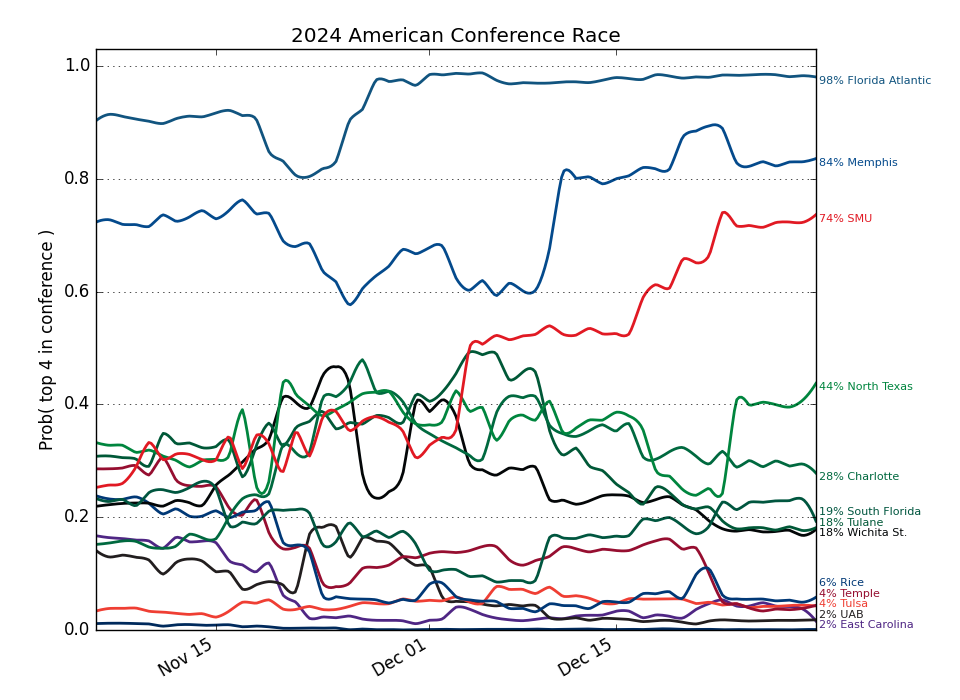 2024 American Conference Race
1.0
0.8
0.6
0.4
0.2
0.0
Prob( top 4 in conference )
Nov 15
Dec 01
Dec 15
98% Florida Atlantic
84% Memphis
74% SMU
44% North Texas
28% Charlotte
19% South Florida
18% Tulane
18% Wichita St.
6% Rice
4% Temple
4% Tulsa
2% UAB
2% East Carolina